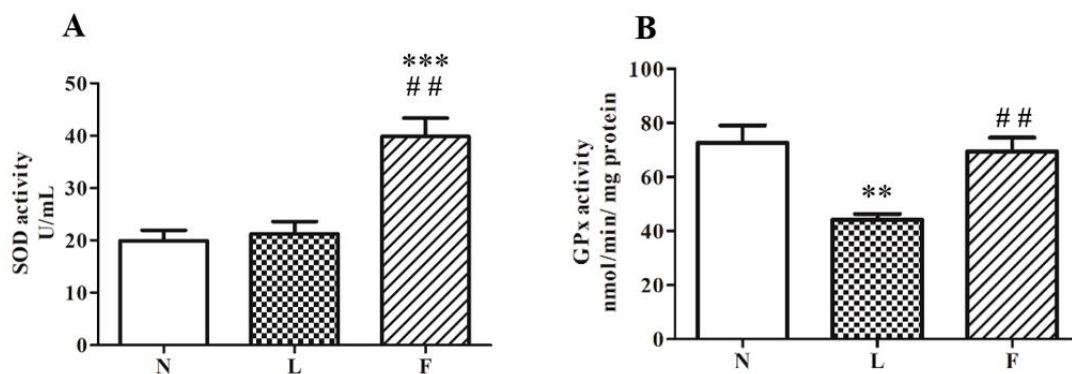 A
***
# #
50
40
30
20
10
0
SOD activity
U/mL
N L F
B
100
80
60
40
20
0
GPx activity
nmol/min/ mg protein
**
# #
N L F